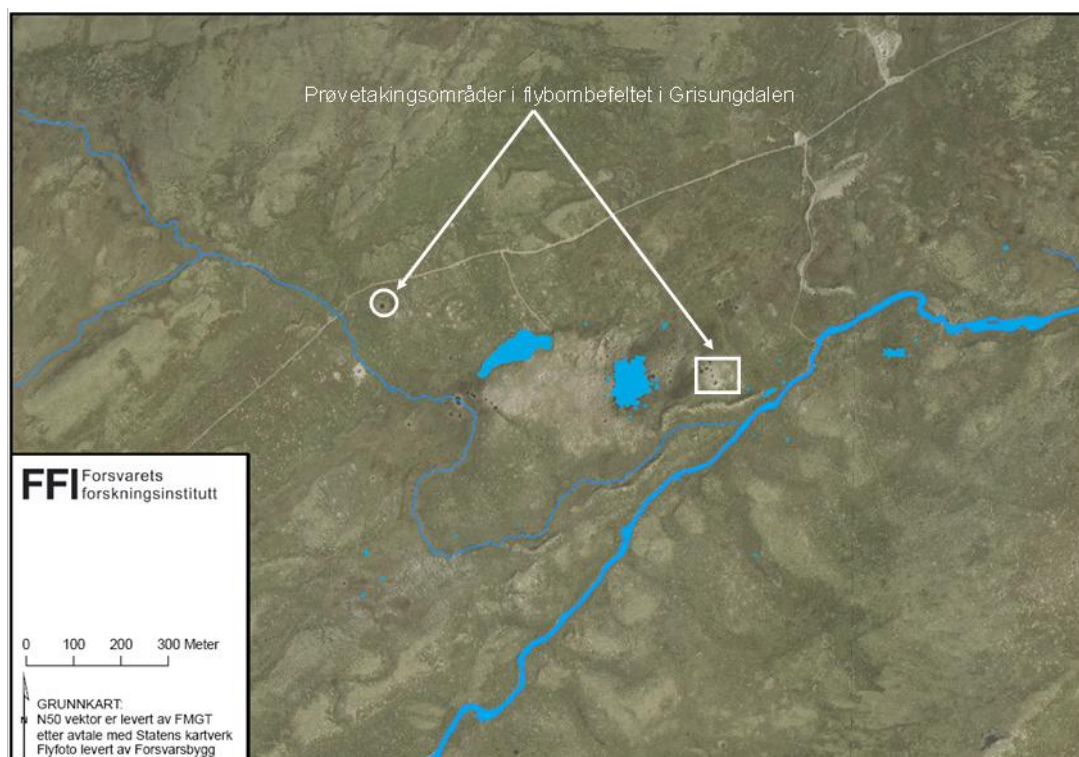 Prøvetakingsområder i flybombefeltet i Grisungdalen
FFI Forsvarets
forskningsinstitutt
0 100 200 300 Meter
N
GRUNNKART:
N50 vektor er levert av FMGT
etter avtale med Statens kartverk
Flyfoto levert av Forsvarsbygg